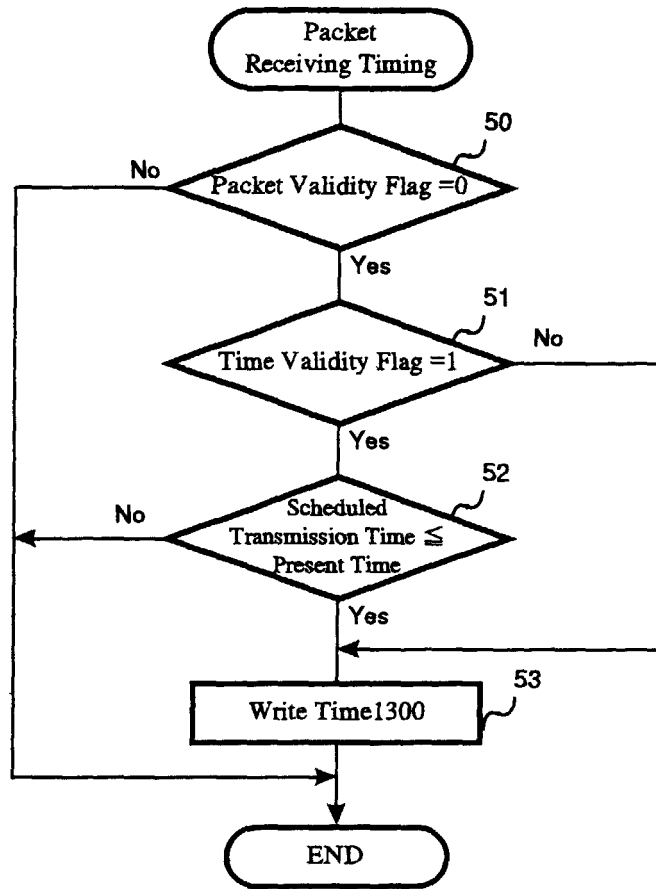 Packet
Receiving Timing
50
No
Packet Validity Flag =0
Yes
51
No
Time Validity Flag =1
Yes
52
No
Scheduled
Transmission Time ≦
Present Time
Yes
53
Write Time1300
END